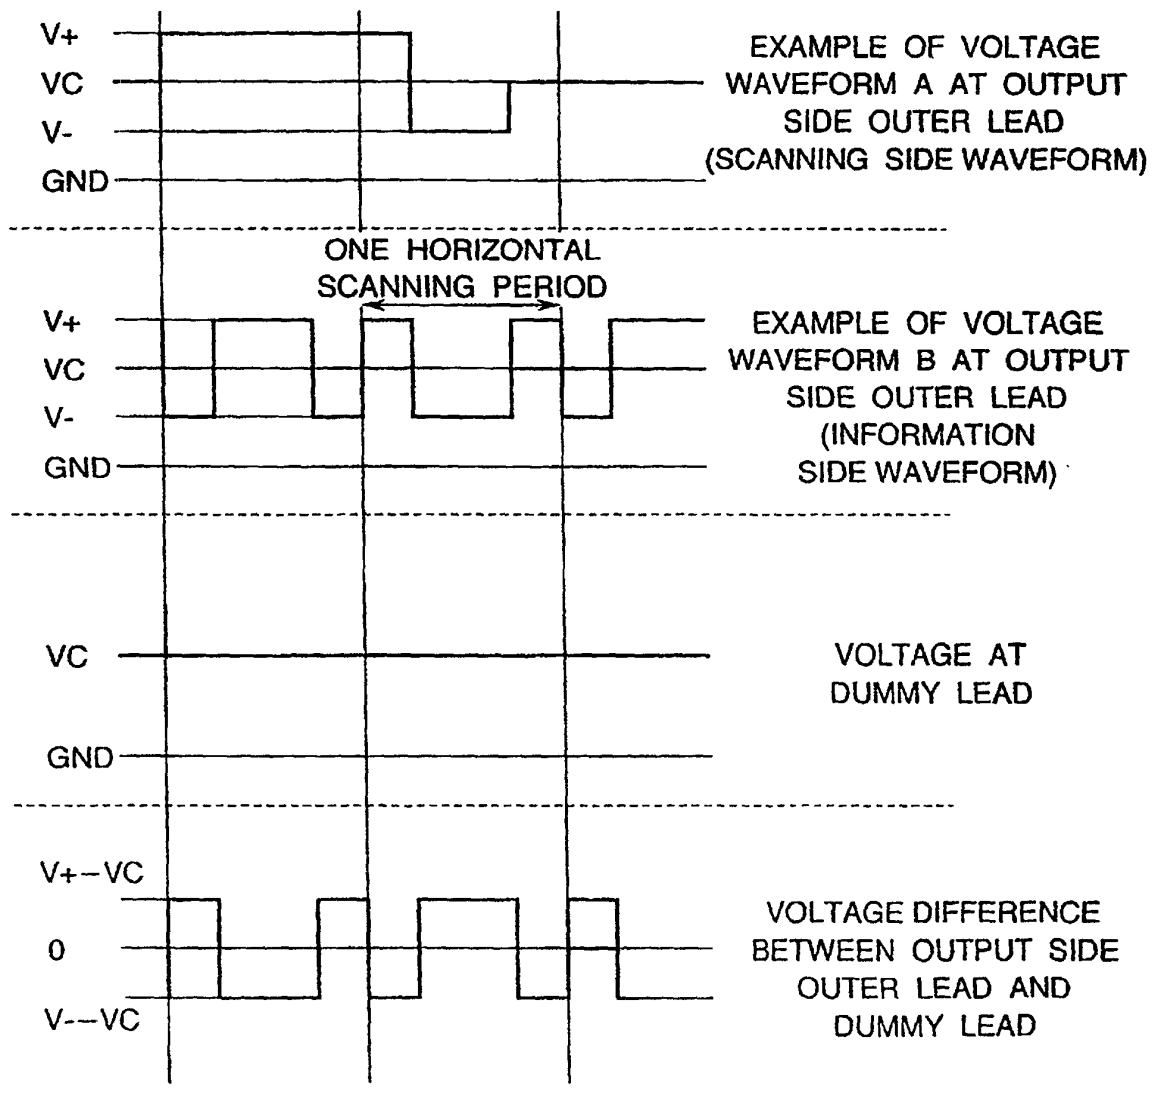 V+
VC
V-
GND
EXAMPLE OF VOLTAGE
WAVEFORM A AT OUTPUT
SIDE OUTER LEAD
(SCANNING SIDE WAVEFORM)
ONE HORIZONTAL
SCANNING PERIOD
V+
VC
V-
GND
EXAMPLE OF VOLTAGE
WAVEFORM B AT OUTPUT
SIDE OUTER LEAD
(INFORMATION
SIDE WAVEFORM)
VC
GND
VOLTAGE AT
DUMMY LEAD
V+-VC
0
V---VC
VOLTAGE DIFFERENCE
BETWEEN OUTPUT SIDE
OUTER LEAD AND
DUMMY LEAD